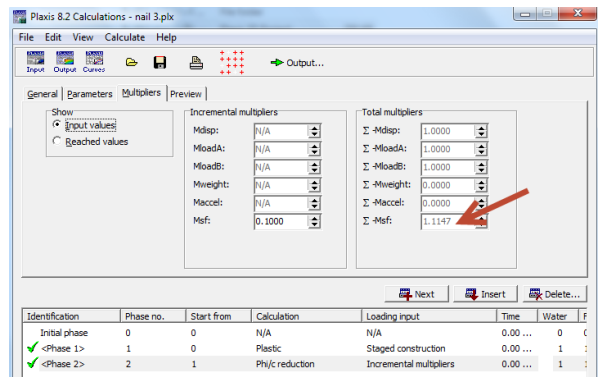 Plaxis 8.2 Calculations - nail 3.plx
File Edit View Calculate Help
Input Output Curves Output...
General Parameters Multipliers Preview
Show
Input values
Reached values
Incremental multipliers
Mdisp: N/A
MloadA: N/A
MloadB: N/A
Mweight: N/A
Maccel: N/A
Msf: 0.1000
Total multipliers
Σ -Mdisp: 1.0000
Σ -MloadA: 1.0000
Σ -MloadB: 1.0000
Σ -Mweight: 0.0000
Σ -Maccel: 0.0000
Σ -Msf: 1.1147
Next Insert Delete...
Identification Phase no. Start from Calculation Loading input Time Water F
Initial phase 0 0 N/A N/A 0.00 ... 0
<Phase 1> 1 0 Plastic Staged construction 0.00 ... 1
<Phase 2> 2 1 Phi/c reduction Incremental multipliers 0.00 ... 1